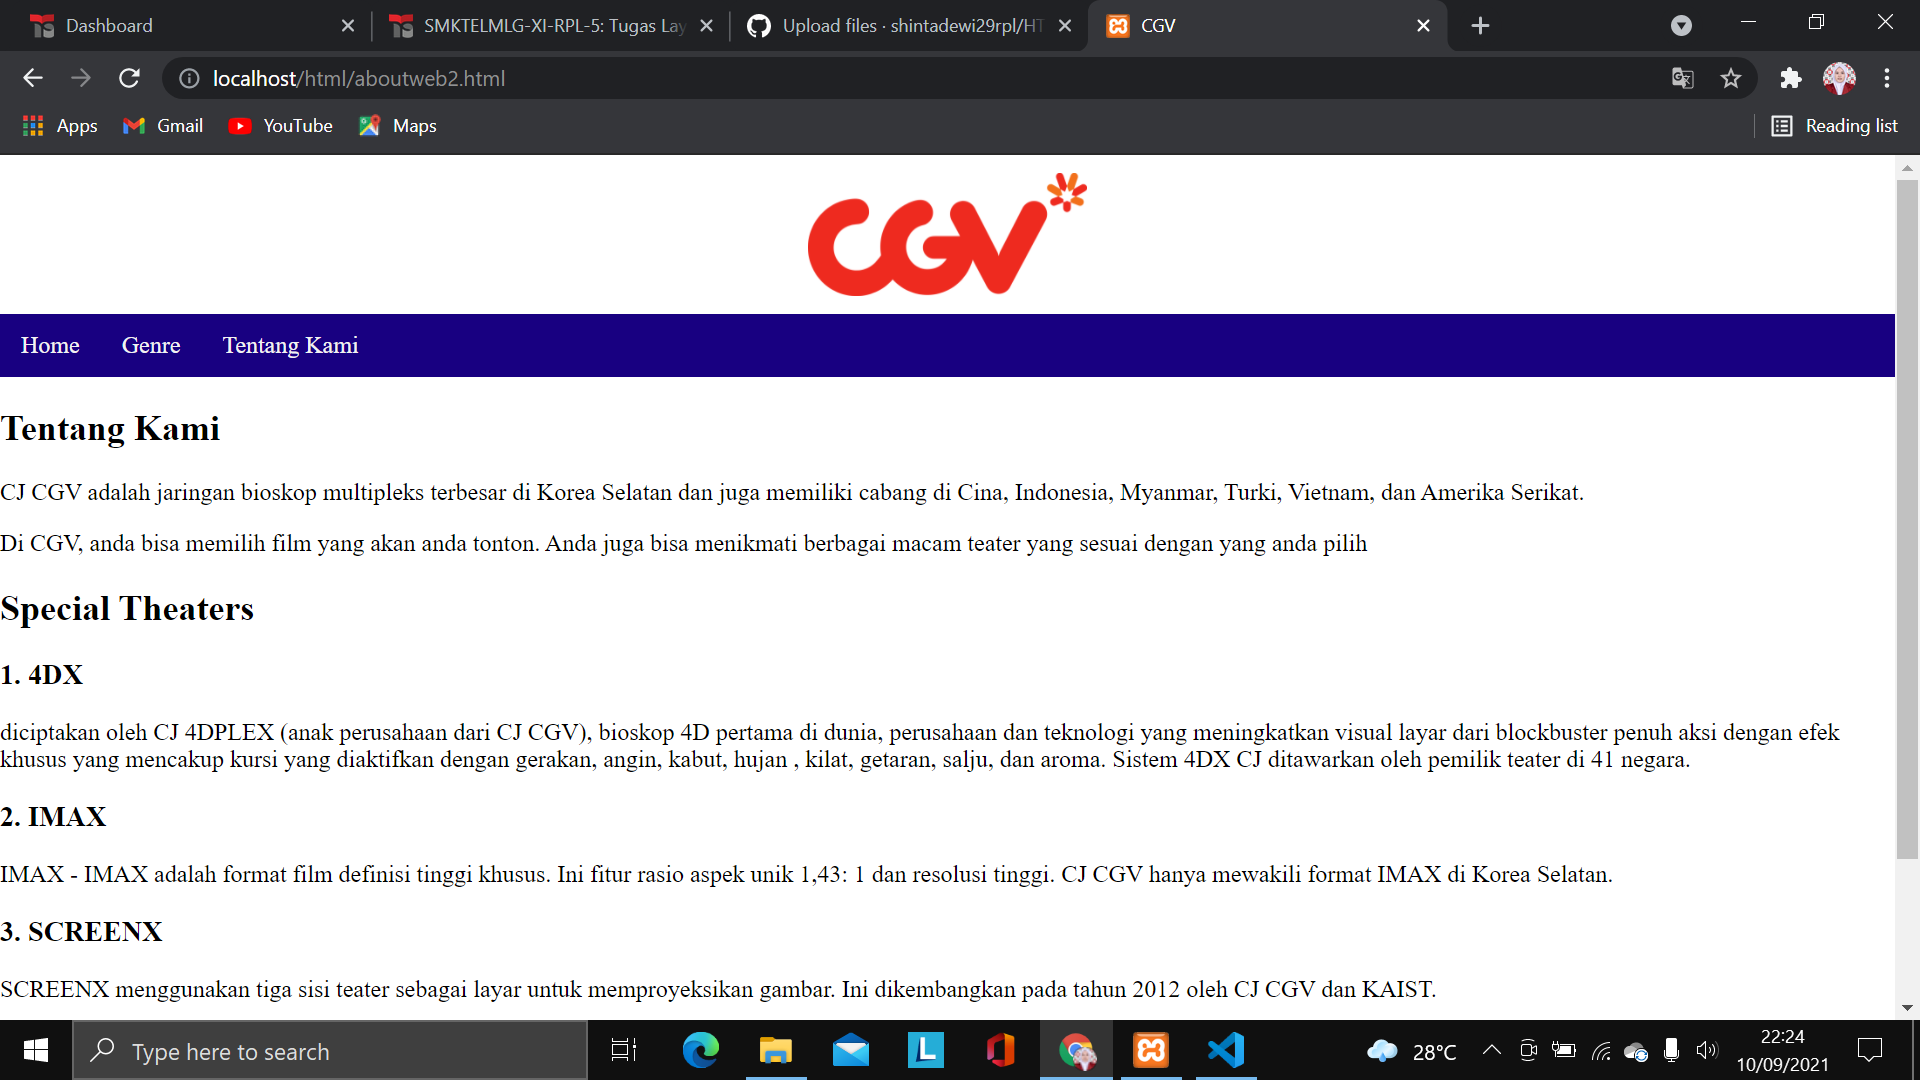 Dashboard
SMKTELMLG-XI-RPL-5: Tugas Lay
Upload files · shintadewi29rpl/HT
CGV
localhost/html/aboutweb2.html
Apps
Gmail
YouTube
Maps
Reading list
CGV
Home
Genre
Tentang Kami
Tentang Kami
CJ CGV adalah jaringan bioskop multipleks terbesar di Korea Selatan dan juga memiliki cabang di Cina, Indonesia, Myanmar, Turki, Vietnam, dan Amerika Serikat.
Di CGV, anda bisa memilih film yang akan anda tonton. Anda juga bisa menikmati berbagai macam teater yang sesuai dengan yang anda pilih
Special Theaters
1. 4DX
diciptakan oleh CJ 4DPLEX (anak perusahaan dari CJ CGV), bioskop 4D pertama di dunia, perusahaan dan teknologi yang meningkatkan visual layar dari blockbuster penuh aksi dengan efek
khusus yang mencakup kursi yang diaktifkan dengan gerakan, angin, kabut, hujan , kilat, getaran, salju, dan aroma. Sistem 4DX CJ ditawarkan oleh pemilik teater di 41 negara.
2. IMAX
IMAX - IMAX adalah format film definisi tinggi khusus. Ini fitur rasio aspek unik 1,43: 1 dan resolusi tinggi. CJ CGV hanya mewakili format IMAX di Korea Selatan.
3. SCREENX
SCREENX menggunakan tiga sisi teater sebagai layar untuk memproyeksikan gambar. Ini dikembangkan pada tahun 2012 oleh CJ CGV dan KAIST.
Type here to search
L
28°C
22:24
10/09/2021